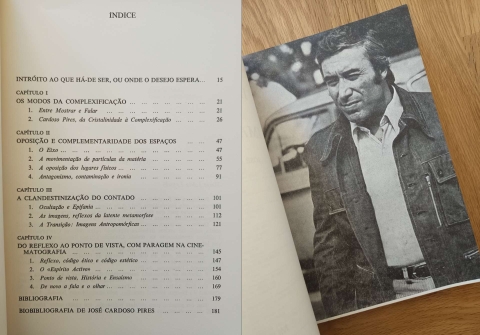 INDICE
INTRÓITO AO QUE HÁ-DE SER, OU ONDE O DESEJO ESPERA... 15
CAPÍTULO I
OS MODOS DA COMPLEXIFICAÇÃO ... 21
1. Entre Mostrar e Falar ... 21
2. Cardoso Pires, da Cristalinidade à Complexificação ... 26
CAPÍTULO II
OPOSIÇÃO E COMPLEMENTARIDADE DOS ESPAÇOS ... 47
1. O Eixo ... 47
2. A movimentação de partículas da matéria ... 55
3. A oposição dos lugares físicos ... 77
4. Antagonismo, contaminação e ironia ... 91
CAPÍTULO III
A CLANDESTINIZAÇÃO DO CONTADO ... 101
1. Ocultação e Epifania ... 101
2. As imagens, reflexos da latente metamorfose ... 112
3. A Transição: Imagens Antropomórficas ... 121
CAPÍTULO IV
DO REFLEXO AO PONTO DE VISTA, COM PARAGEM NA CINE-
MATOGRAFIA ... 145
1. Reflexo, código ético e código estético ... 147
2. O «Espírito Activo» ... 154
3. Ponto de vista, História e Ensaísmo ... 160
4. De novo a fala e o olhar ... 169
BIBLIOGRAFIA ... 179
BIOBIBLIOGRAFIA DE JOSÉ CARDOSO PIRES ... 181